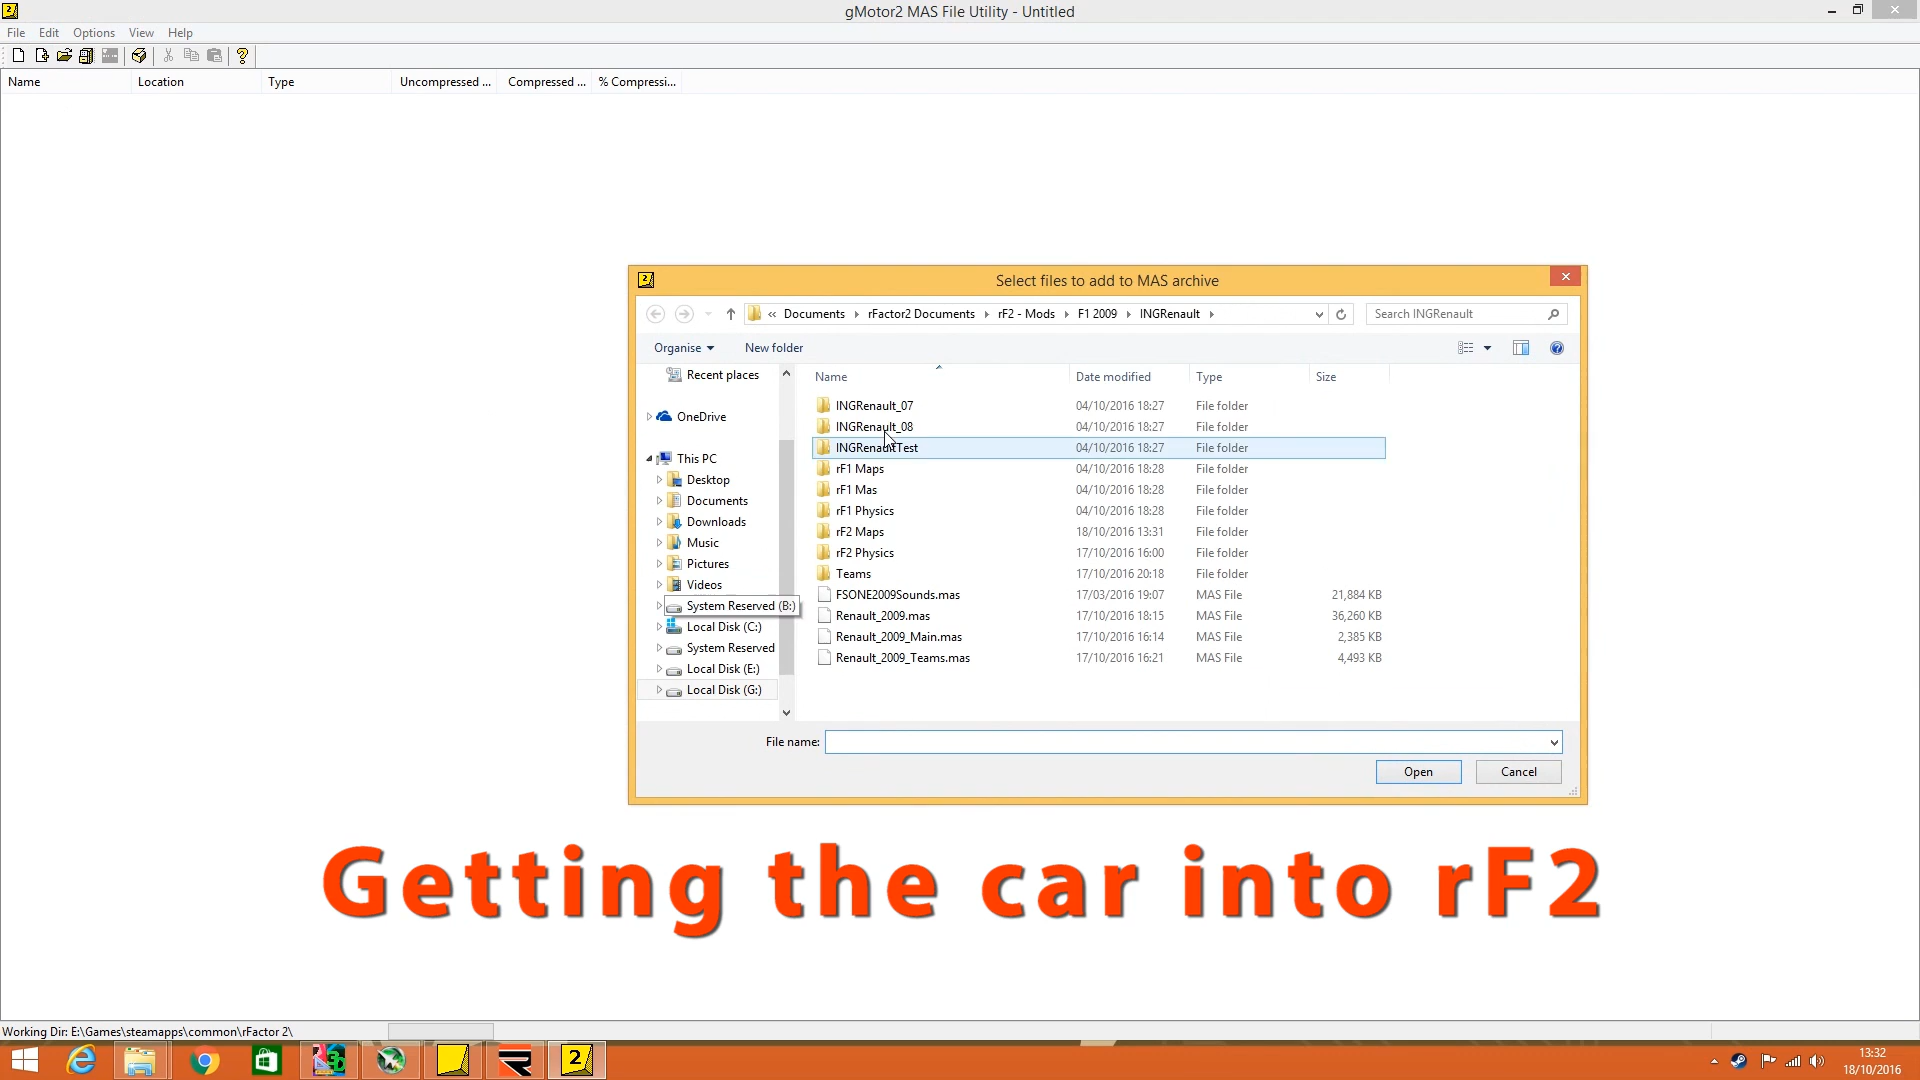 gMotor2 MAS File Utility - Untitled
File Edit Options View Help
Name Location Type Uncompressed ... Compressed ... % Compressi...
Select files to add to MAS archive
« Documents rFactor2 Documents rF2 - Mods F1 2009 INGRenault Search INGRenault
Organise New folder
Name Date modified Type Size
Recent places
OneDrive
This PC
Desktop
Documents
Downloads
Music
Pictures
Videos
System Reserved (B:)
Local Disk (C:)
System Reserved
Local Disk (E:)
Local Disk (G:)
INGRenault_07 04/10/2016 18:27 File folder
INGRenault_08 04/10/2016 18:27 File folder
INGRenaultTest 04/10/2016 18:27 File folder
rF1 Maps 04/10/2016 18:28 File folder
rF1 Mas 04/10/2016 18:28 File folder
rF1 Physics 04/10/2016 18:28 File folder
rF2 Maps 18/10/2016 13:31 File folder
rF2 Physics 17/10/2016 16:00 File folder
Teams 17/10/2016 20:18 File folder
FSONE2009Sounds.mas 17/03/2016 19:07 MAS File 21,884 KB
Renault_2009.mas 17/10/2016 18:15 MAS File 36,260 KB
Renault_2009_Main.mas 17/10/2016 16:14 MAS File 2,385 KB
Renault_2009_Teams.mas 17/10/2016 16:21 MAS File 4,493 KB
File name:
Open Cancel
Getting the car into rF2
Working Dir: E:\Games\steamapps\common\rFactor 2\
13:32
18/10/2016